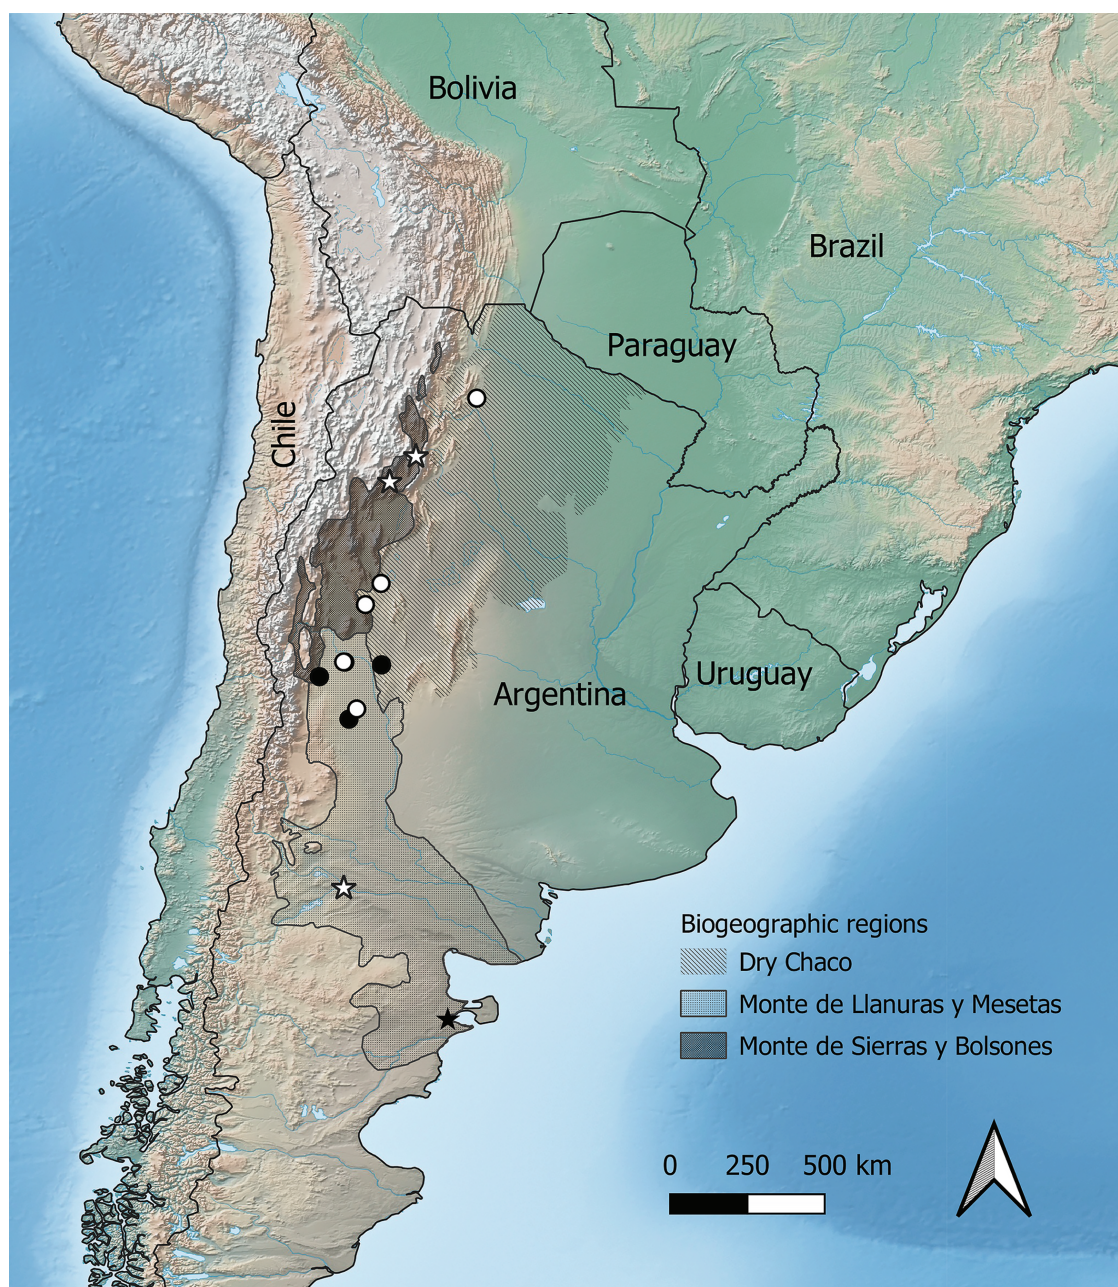 Bolivia
Brazil
Paraguay
Chile
Uruguay
Argentina
Biogeographic regions
Dry Chaco
Monte de Llanuras y Mesetas
Monte de Sierras y Bolsones
0 250 500 km